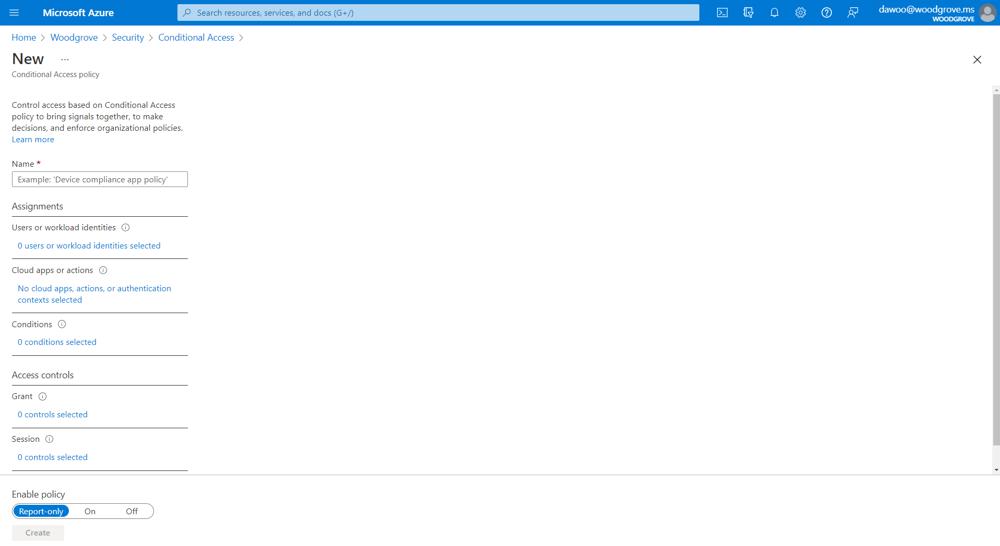 Microsoft Azure
Search resources, services, and docs (G+/)
dawoo@woodgrove.ms
WOODGROVE
Home > Woodgrove > Security > Conditional Access >
New ...
Conditional Access policy
Control access based on Conditional Access
policy to bring signals together, to make
decisions, and enforce organizational policies.
Learn more
Name *
Example: 'Device compliance app policy'
Assignments
Users or workload identities
0 users or workload identities selected
Cloud apps or actions
No cloud apps, actions, or authentication
contexts selected
Conditions
0 conditions selected
Access controls
Grant
0 controls selected
Session
0 controls selected
Enable policy
Report-only On Off
Create